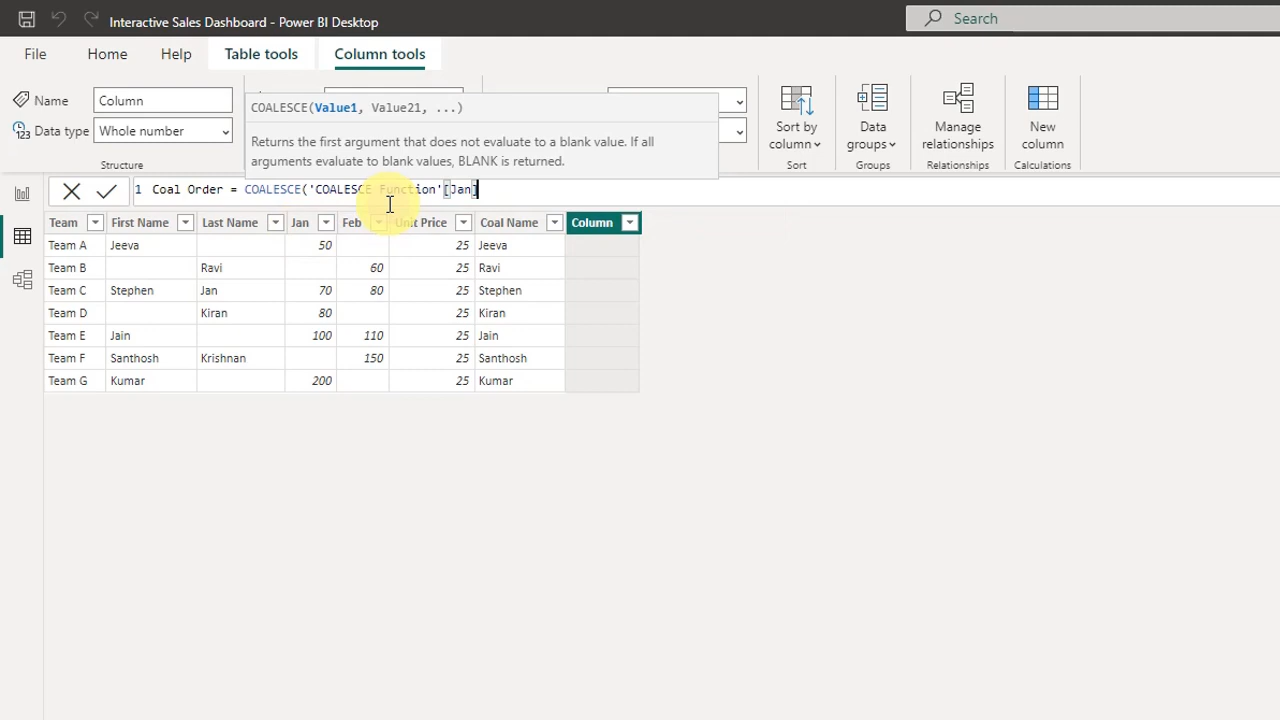 Interactive Sales Dashboard - Power BI Desktop
Search
File Home Help Table tools Column tools
Name Column
Data type Whole number
Structure
COALESCE(Value1, Value21, ...)
Returns the first argument that does not evaluate to a blank value. If all
arguments evaluate to blank values, BLANK is returned.
Sort by
column
Sort
Data
groups
Groups
Manage
relationships
Relationships
New
column
Calculations
1 Coal Order = COALESCE('COALESCE Function'[Jan]
Team First Name Last Name Jan Feb Unit Price Coal Name Column
Team A Jeeva 50 25 Jeeva
Team B Ravi 60 25 Ravi
Team C Stephen Jan 70 80 25 Stephen
Team D Kiran 80 25 Kiran
Team E Jain 100 110 25 Jain
Team F Santhosh Krishnan 150 25 Santhosh
Team G Kumar 200 25 Kumar